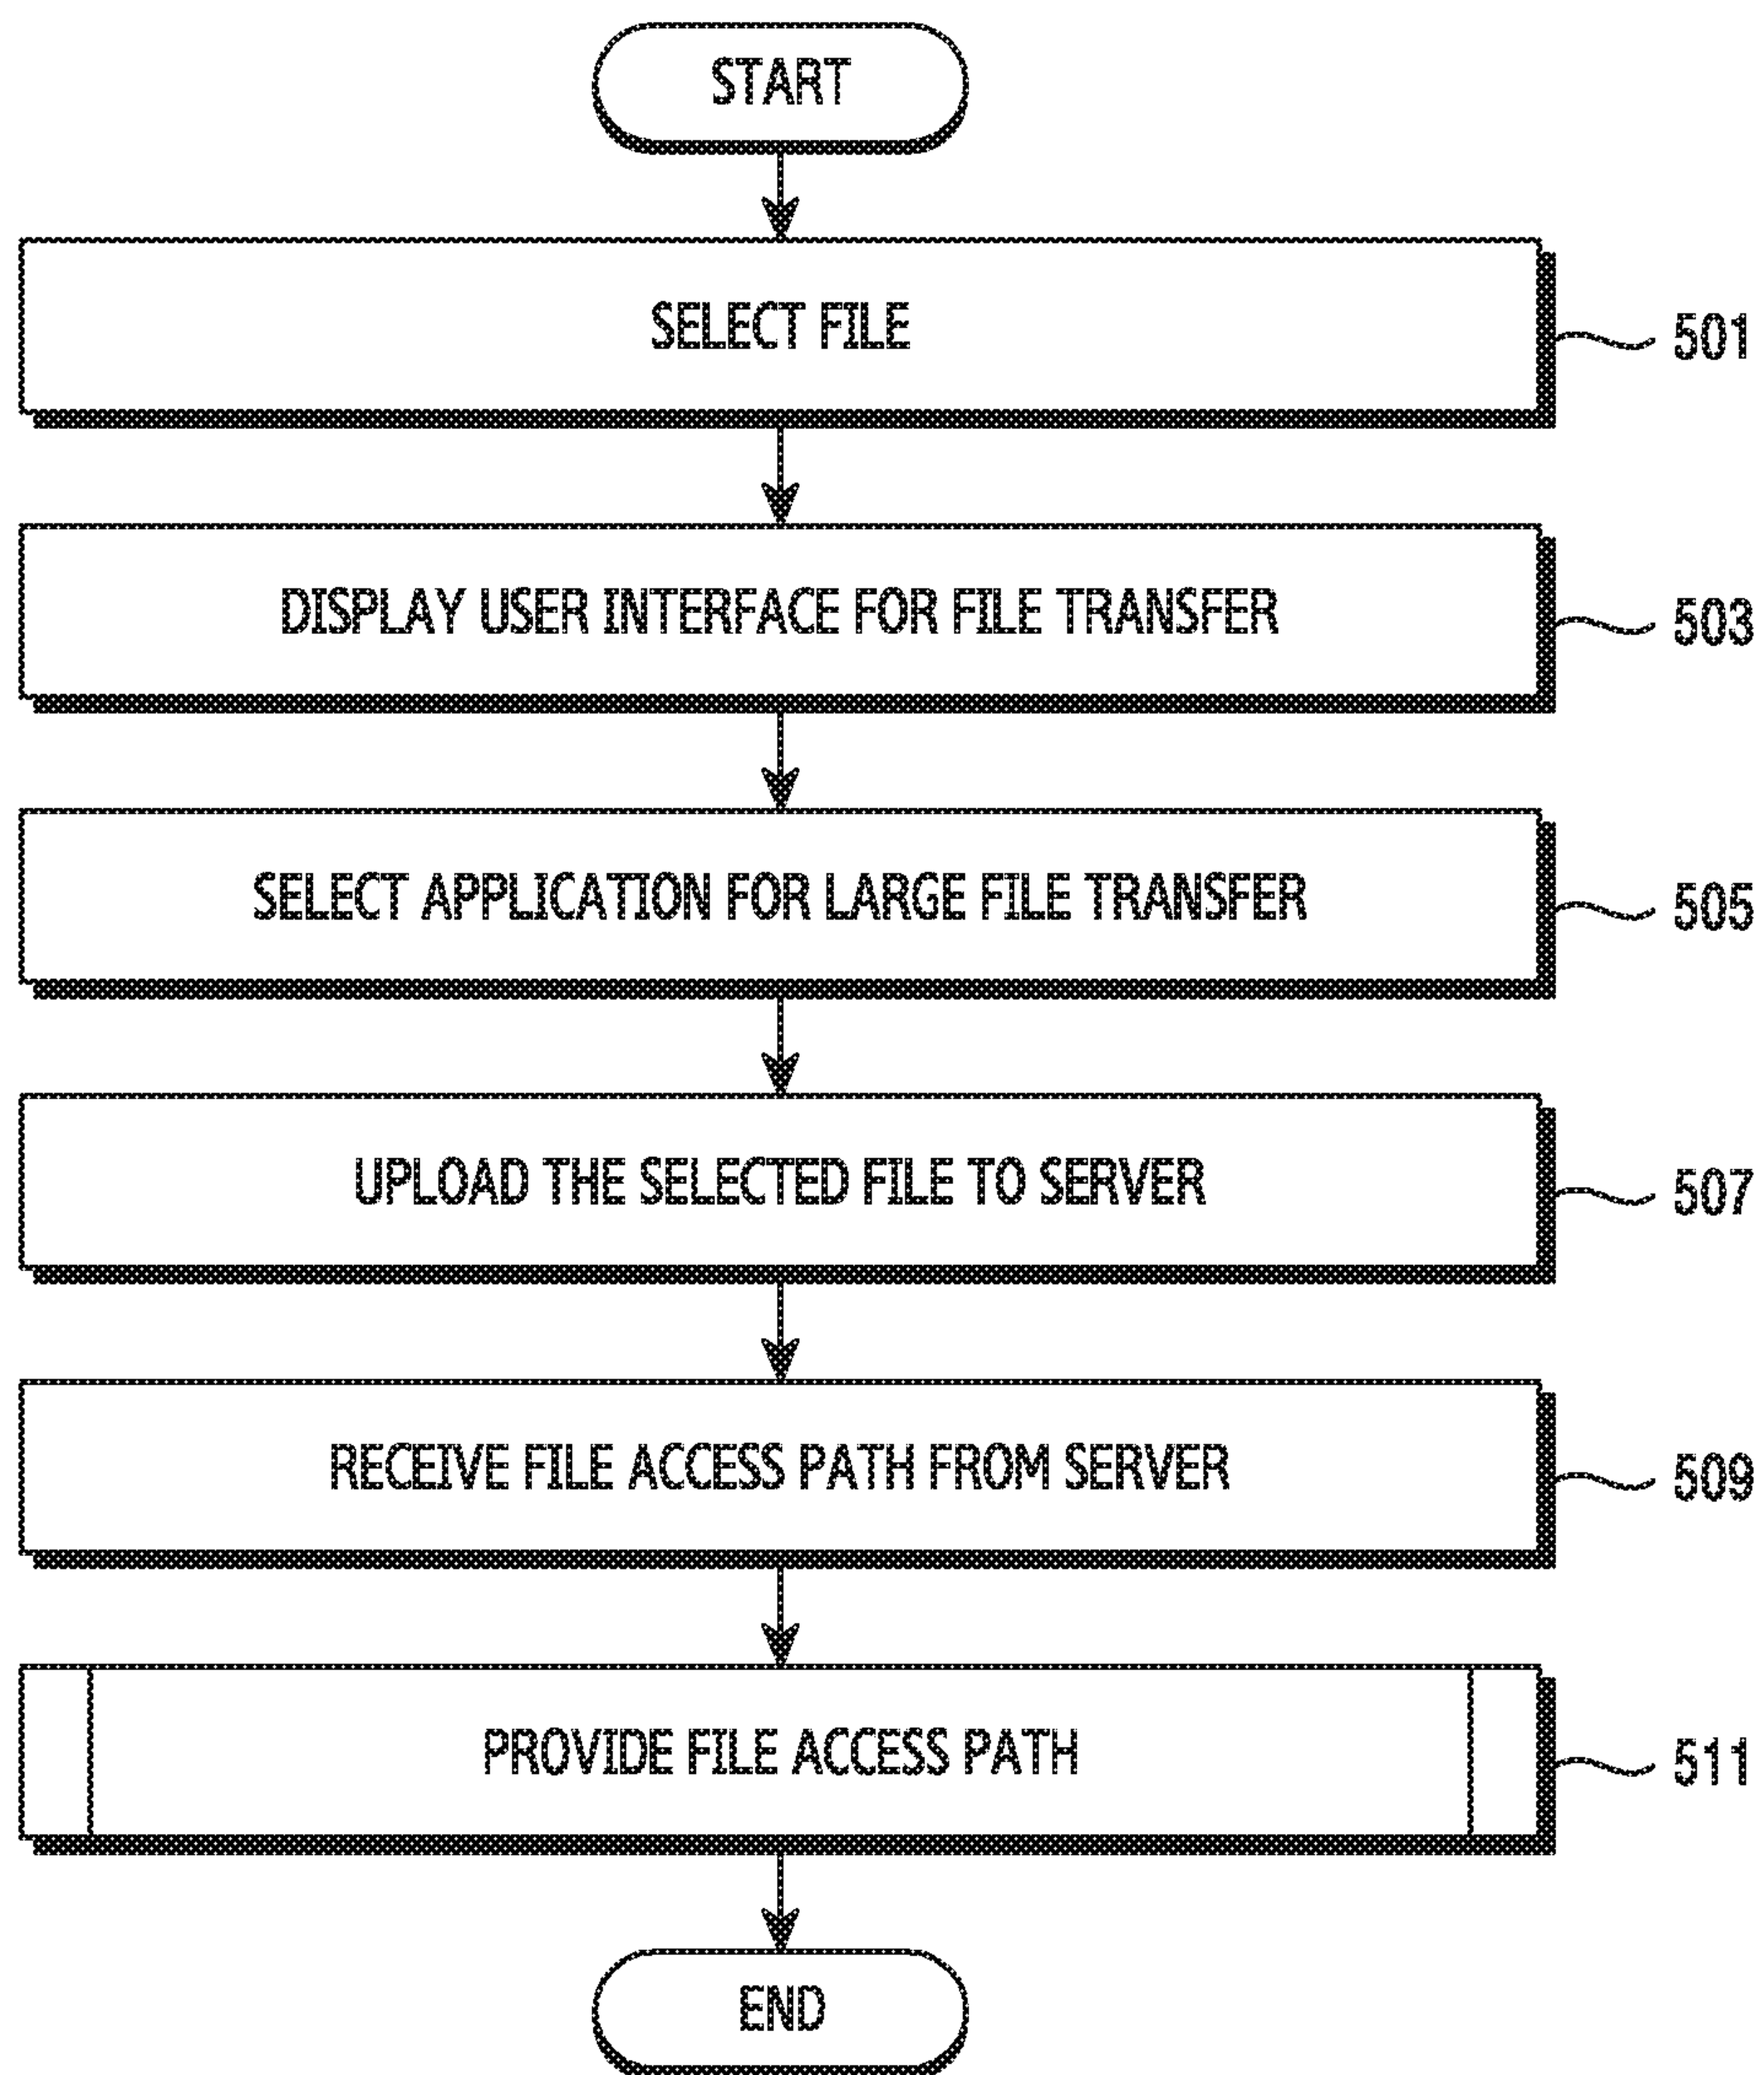 START
SELECT FILE
501
DISPLAY USER INTERFACE FOR FILE TRANSFER
503
SELECT APPLICATION FOR LARGE FILE TRANSFER
505
UPLOAD THE SELECTED FILE TO SERVER
507
RECEIVE FILE ACCESS PATH FROM SERVER
509
PROVIDE FILE ACCESS PATH
511
END